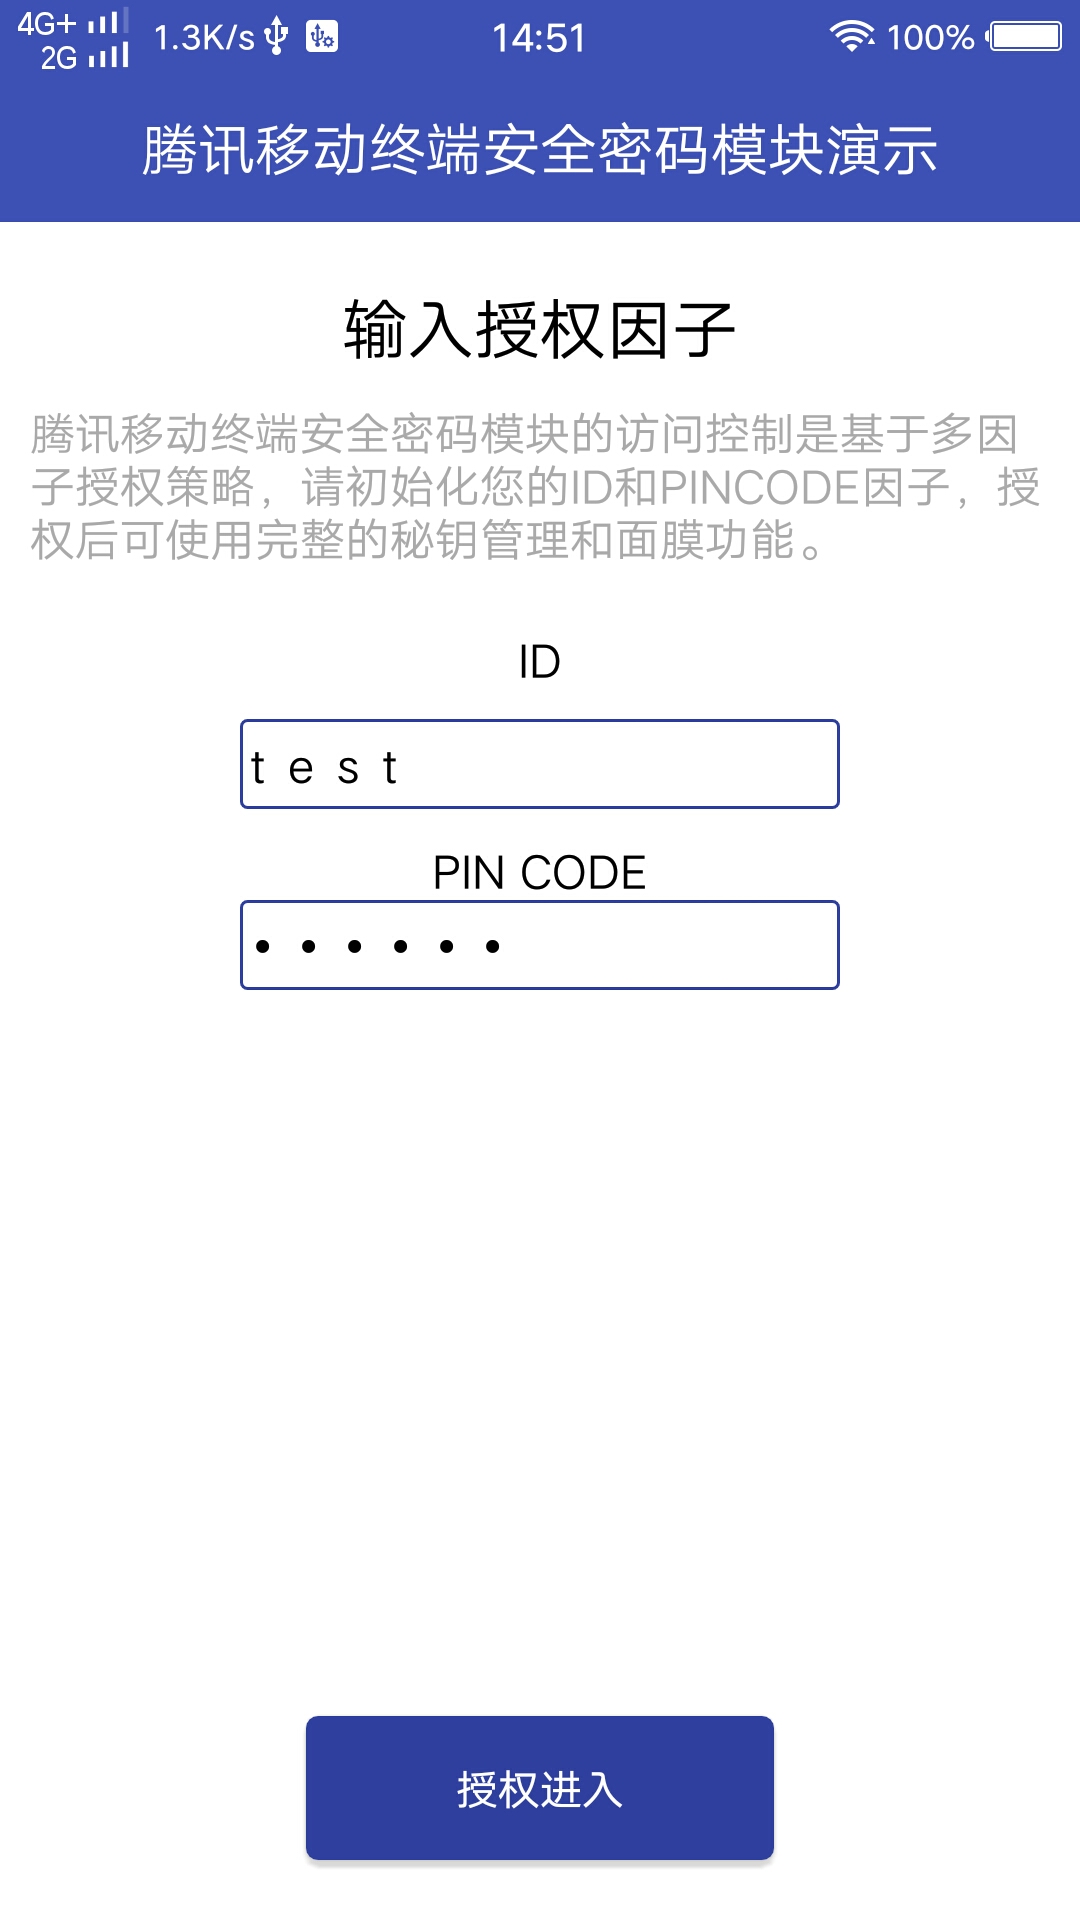 4G+ 1.3K/s 14:51 100%
2G
腾讯移动终端安全密码模块演示
输入授权因子
腾讯移动终端安全密码模块的访问控制是基于多因
子授权策略，请初始化您的ID和PINCODE因子，授
权后可使用完整的秘钥管理和面膜功能。
ID
test
PIN CODE
••••••
授权进入